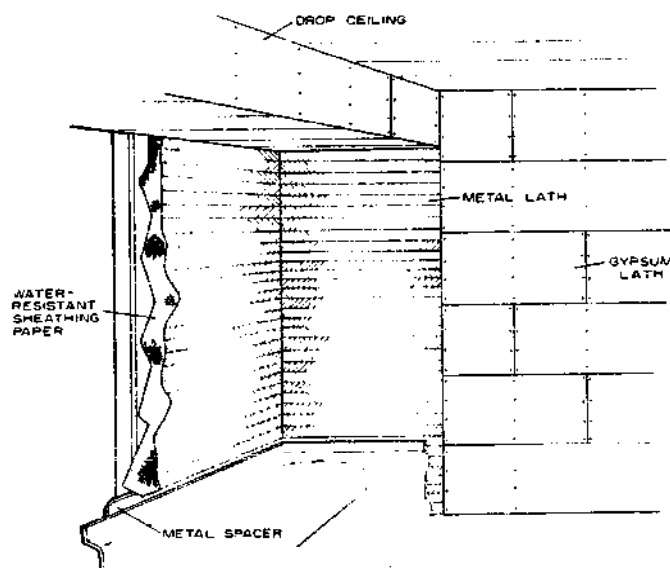 DROP CEILING
METAL LATH
GYPSUM
LATH
WATER-
RESISTANT
SHEATHING
PAPER
METAL SPACER